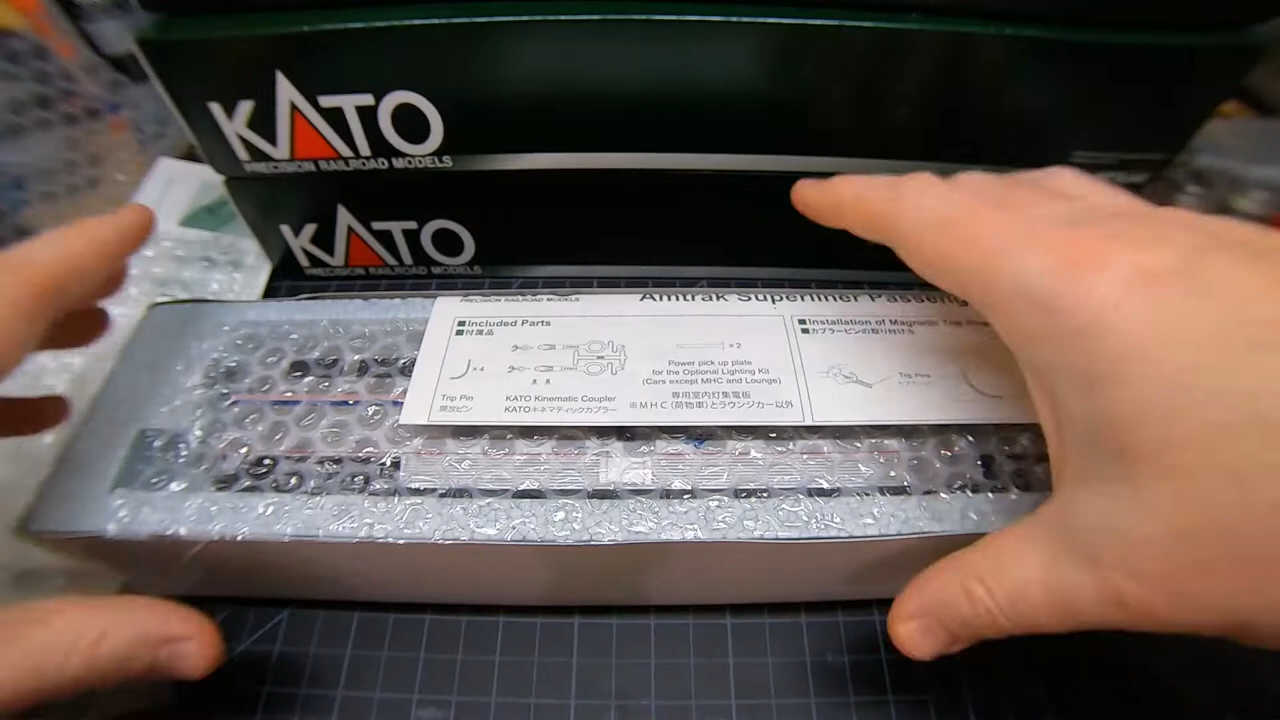 KATO
PRECISION RAILROAD MODELS
KATO
PRECISION RAILROAD MODELS
PRECISION RAILROAD MODELS
Amtrak Superliner
■Included Parts
■付属品
×4
×2
Trip Pin
開放ピン
KATO Kinematic Coupler
KATOキネマティックカプラー
Power pick up plate
for the Optional Lighting Kit
(Cars except MHC and Lounge)
専用室内灯集電板
※MHC(荷物車)とラウンジカー以外
■Installation of Magnetic Trip
■カプラーピンの取り付け方
Trip Pins